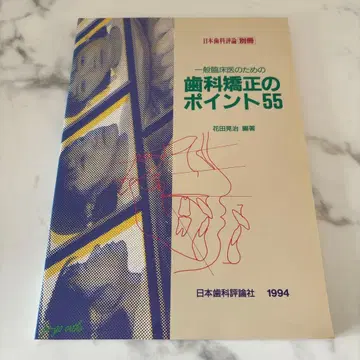 日本歯科評論 別冊
一般臨床医のための
歯科矯正の
ポイント55
花田晃治 編著
日本歯科評論社 1994